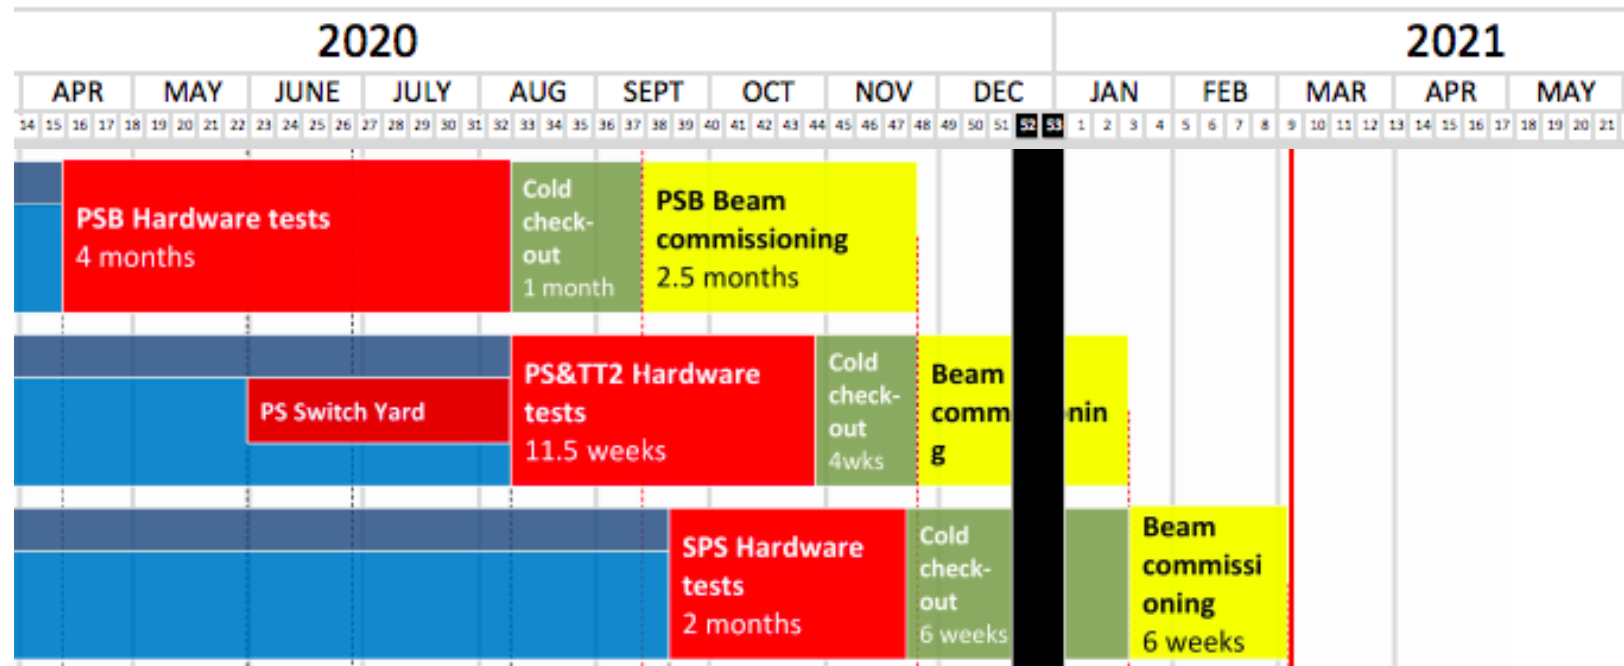 2020 2021
APR MAY JUNE JULY AUG SEPT OCT NOV DEC JAN FEB MAR APR MAY
14 15 16 17 18 19 20 21 22 23 24 25 26 27 28 29 30 31 32 33 34 35 36 37 38 39 40 41 42 43 44 45 46 47 48 49 50 51 52 53 1 2 3 4 5 6 7 8 9 10 11 12 13 14 15 16 17 18 19 20 21
PSB Hardware tests
4 months
Cold
check-
out
1 month
PSB Beam
commissioning
2.5 months
PS Switch Yard
PS&TT2 Hardware
tests
11.5 weeks
Cold
check-
out
4wks
Beam
comm onin
g
SPS Hardware
tests
2 months
Cold
check-
out
6 weeks
Beam
commissi
oning
6 weeks